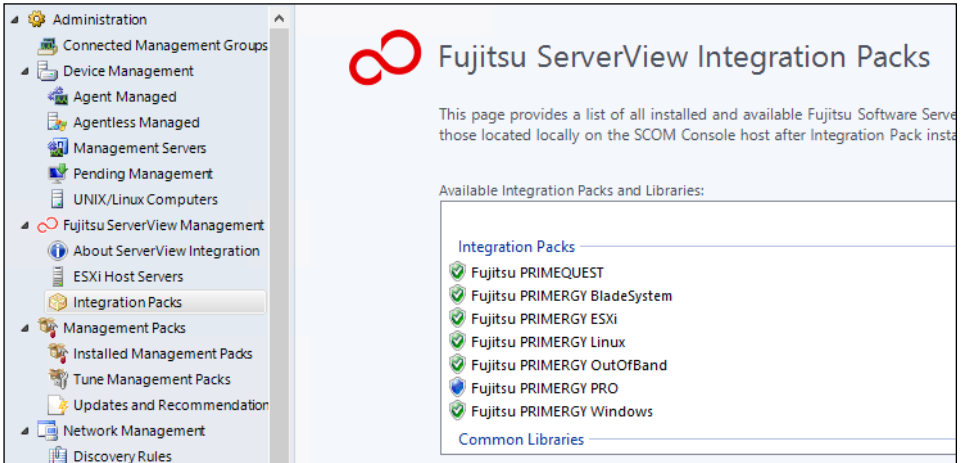 Administration
Connected Management Groups
Device Management
Agent Managed
Agentless Managed
Management Servers
Pending Management
UNIX/Linux Computers
Fujitsu ServerView Management
About ServerView Integration
ESXi Host Servers
Integration Packs
Management Packs
Installed Management Packs
Tune Management Packs
Updates and Recommendation
Network Management
Discovery Rules
Fujitsu ServerView Integration Packs
This page provides a list of all installed and available Fujitsu Software Serve
those located locally on the SCOM Console host after Integration Pack insta
Available Integration Packs and Libraries:
Integration Packs
Fujitsu PRIMEQUEST
Fujitsu PRIMERGY BladeSystem
Fujitsu PRIMERGY ESXi
Fujitsu PRIMERGY Linux
Fujitsu PRIMERGY OutOfBand
Fujitsu PRIMERGY PRO
Fujitsu PRIMERGY Windows
Common Libraries